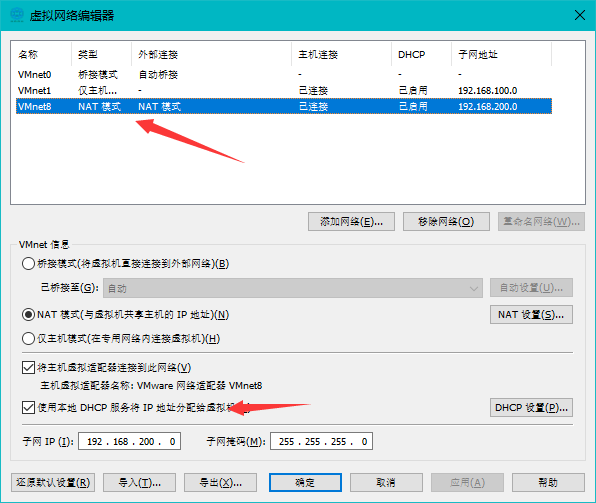 虚拟网络编辑器
名称 类型 外部连接 主机连接 DHCP 子网地址
VMnet0 桥接模式 自动桥接 - - -
VMnet1 仅主机... - 已连接 已启用 192.168.100.0
VMnet8 NAT 模式 NAT 模式 已连接 已启用 192.168.200.0
添加网络(E)... 移除网络(O) 重命名网络(W)...
VMnet 信息
桥接模式(将虚拟机直接连接到外部网络)(B)
已桥接至(G): 自动 自动设置(U)...
NAT 模式(与虚拟机共享主机的 IP 地址)(N) NAT 设置(S)...
仅主机模式(在专用网络内连接虚拟机)(H)
将主机虚拟适配器连接到此网络(V)
主机虚拟适配器名称: VMware 网络适配器 VMnet8
使用本地 DHCP 服务将 IP 地址分配给虚拟机 DHCP 设置(P)...
子网 IP (I): 192 . 168 . 200 . 0 子网掩码(M): 255 . 255 . 255 . 0
还原默认设置(R) 导入(T)... 导出(X)... 确定 取消 应用(A) 帮助